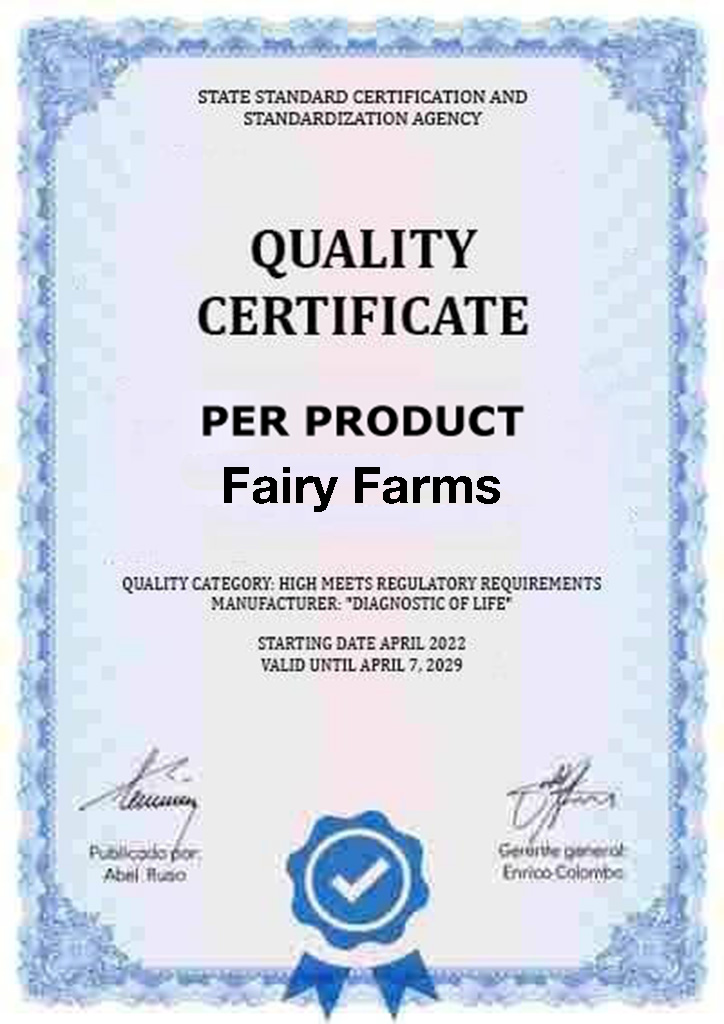 STATE STANDARD CERTIFICATION AND
STANDARDIZATION AGENCY
QUALITY
CERTIFICATE
PER PRODUCT
Fairy Farms
QUALITY CATEGORY: HIGH MEETS REGULATORY REQUIREMENTS
MANUFACTURER: "DIAGNOSTIC OF LIFE"
STARTING DATE APRIL 2022
VALID UNTIL APRIL 7, 2029
Publicado por:
Abel Ruso
Gerente general:
Enrico Colombo